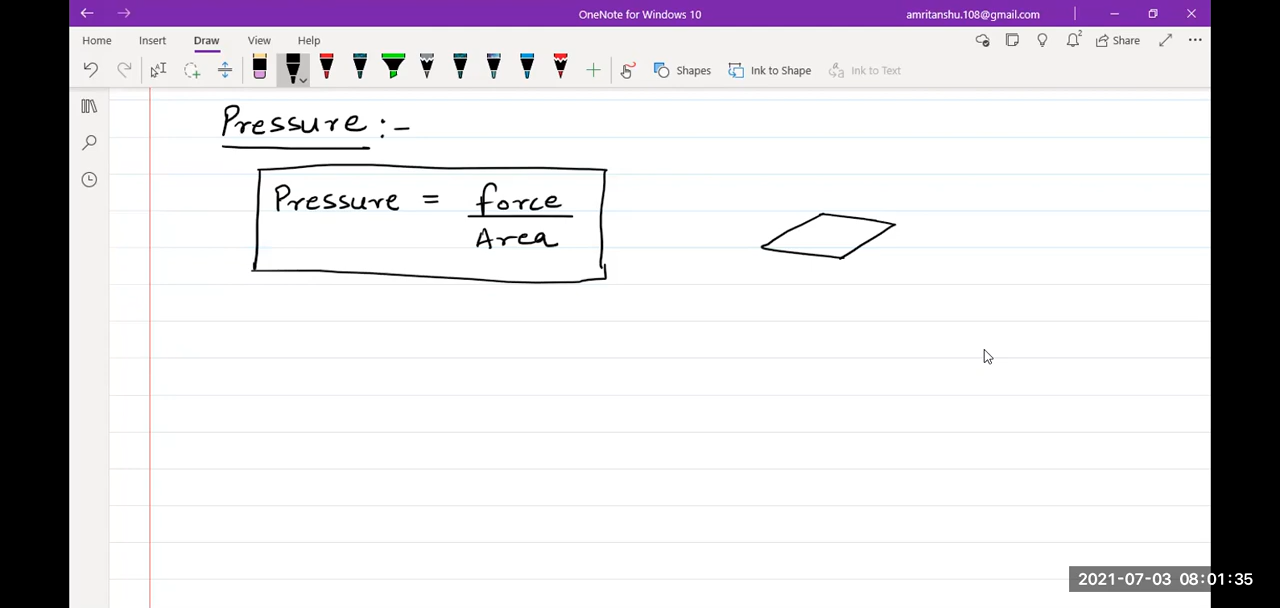 OneNote for Windows 10
amritanshu.108@gmail.com
Home Insert Draw View Help
2
Share
Shapes
Ink to Shape
Ink to Text
Pressure :-
Pressure = force
Area
2021-07-03 08:01:35